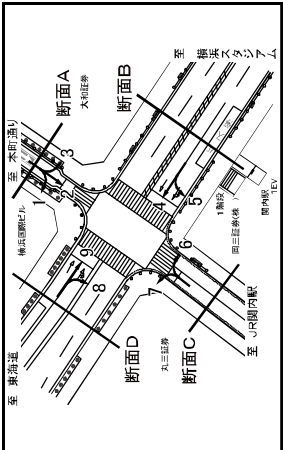 至 横浜スタジアム
至 本町通り
断面A
大和証券
断面B
横浜国際ビル
1
2
3
4
5
6
7
8
9
1階段
岡三証券(株)
関内駅
1EV
断面D
丸三証券
断面C
至 JR関内駅
至 東海道